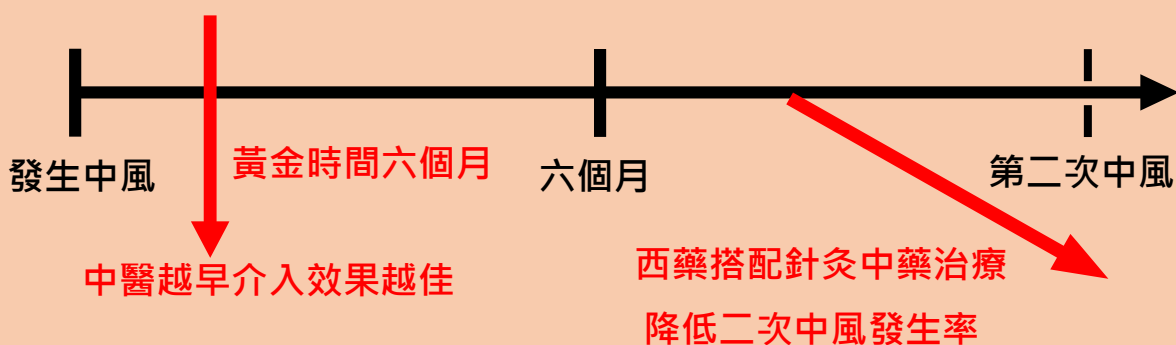 發生中風
黃金時間六個月
六個月
第二次中風
中醫越早介入效果越佳
西藥搭配針灸中藥治療
降低二次中風發生率